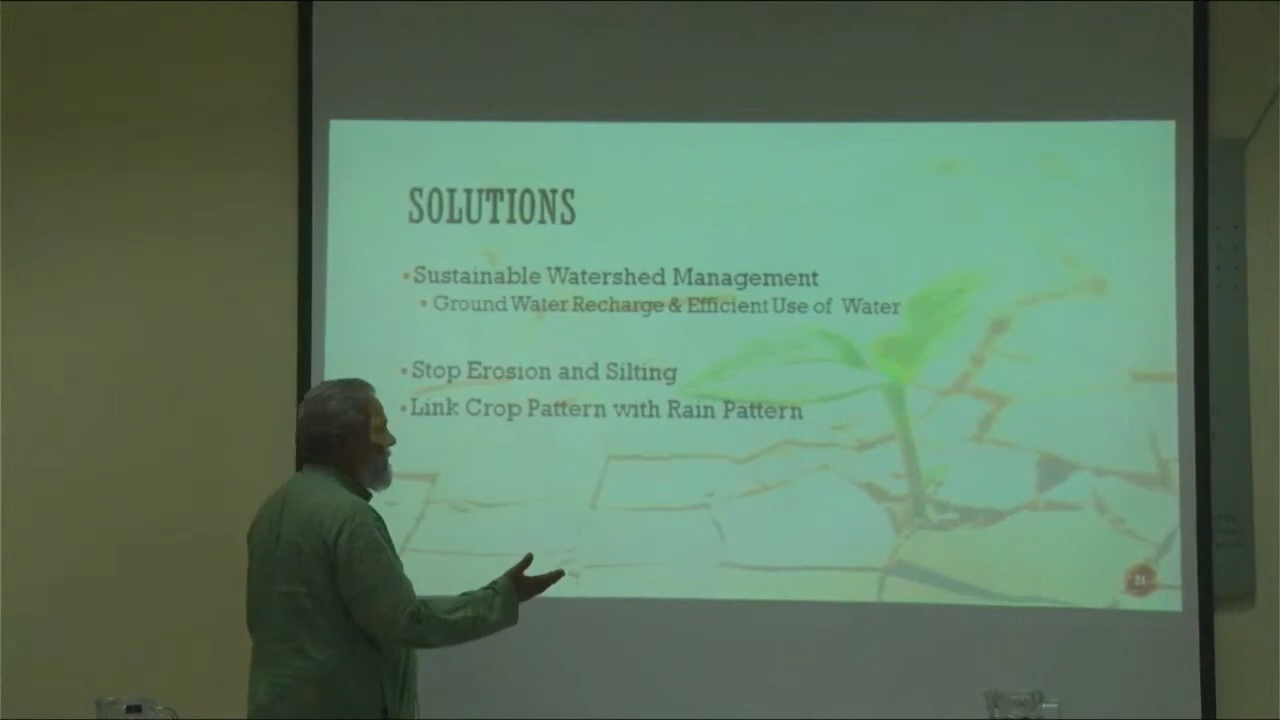 SOLUTIONS
Sustainable Watershed Management
Ground Water Recharge & Efficient Use of Water
Stop Erosion and Silting
Link Crop Pattern with Rain Pattern